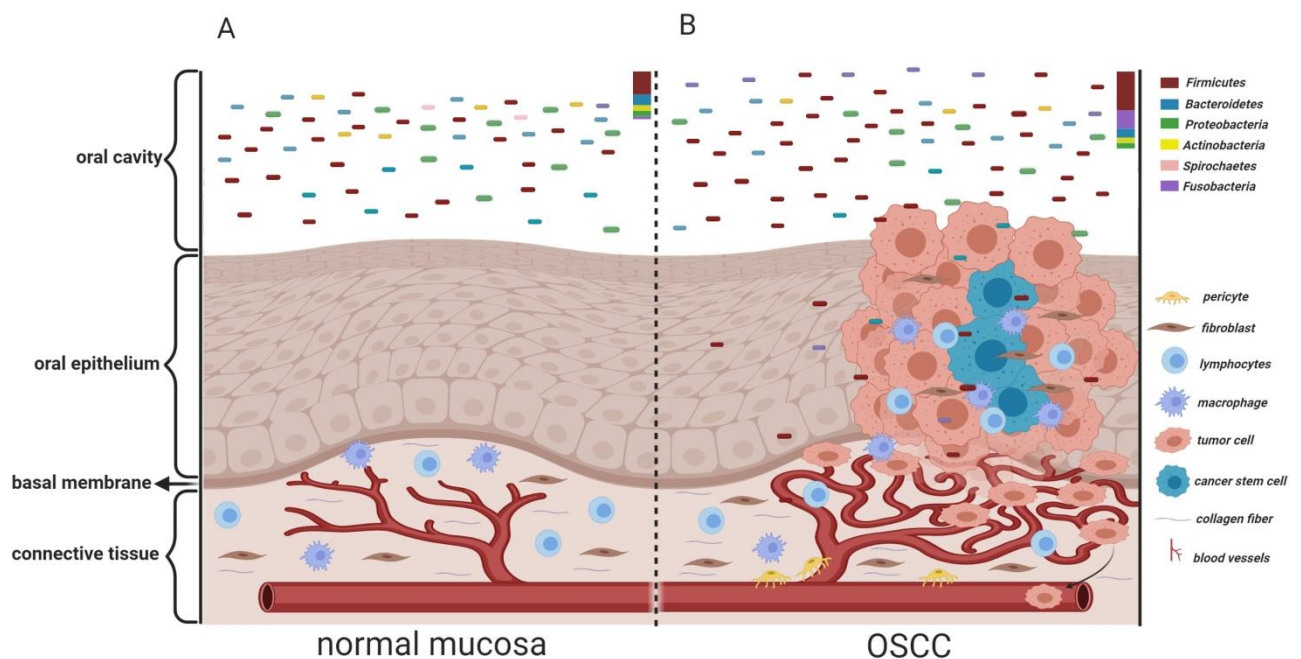 A
B
oral cavity
oral epithelium
basal membrane
connective tissue
normal mucosa
OSCC
Firmicutes
Bacteroidetes
Proteobacteria
Actinobacteria
Spirochaetes
Fusobacteria
pericyte
fibroblast
lymphocytes
macrophage
tumor cell
cancer stem cell
collagen fiber
blood vessels